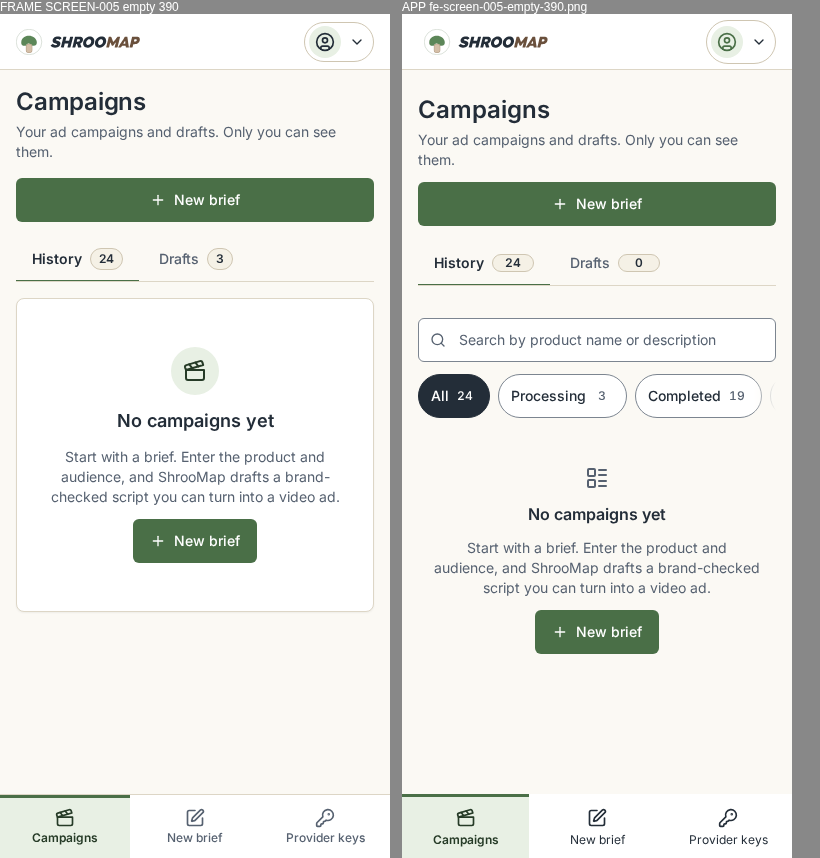 FRAME SCREEN-005 empty 390
SHROOMAP
Campaigns
Your ad campaigns and drafts. Only you can see
them.
New brief
History 24 Drafts 3
No campaigns yet
Start with a brief. Enter the product and
audience, and ShrooMap drafts a brand-
checked script you can turn into a video ad.
New brief
Campaigns New brief Provider keys
APP fe-screen-005-empty-390.png
SHROOMAP
Campaigns
Your ad campaigns and drafts. Only you can see
them.
New brief
History 24 Drafts 0
Search by product name or description
All 24 Processing 3 Completed 19
No campaigns yet
Start with a brief. Enter the product and
audience, and ShrooMap drafts a brand-checked
script you can turn into a video ad.
New brief
Campaigns New brief Provider keys